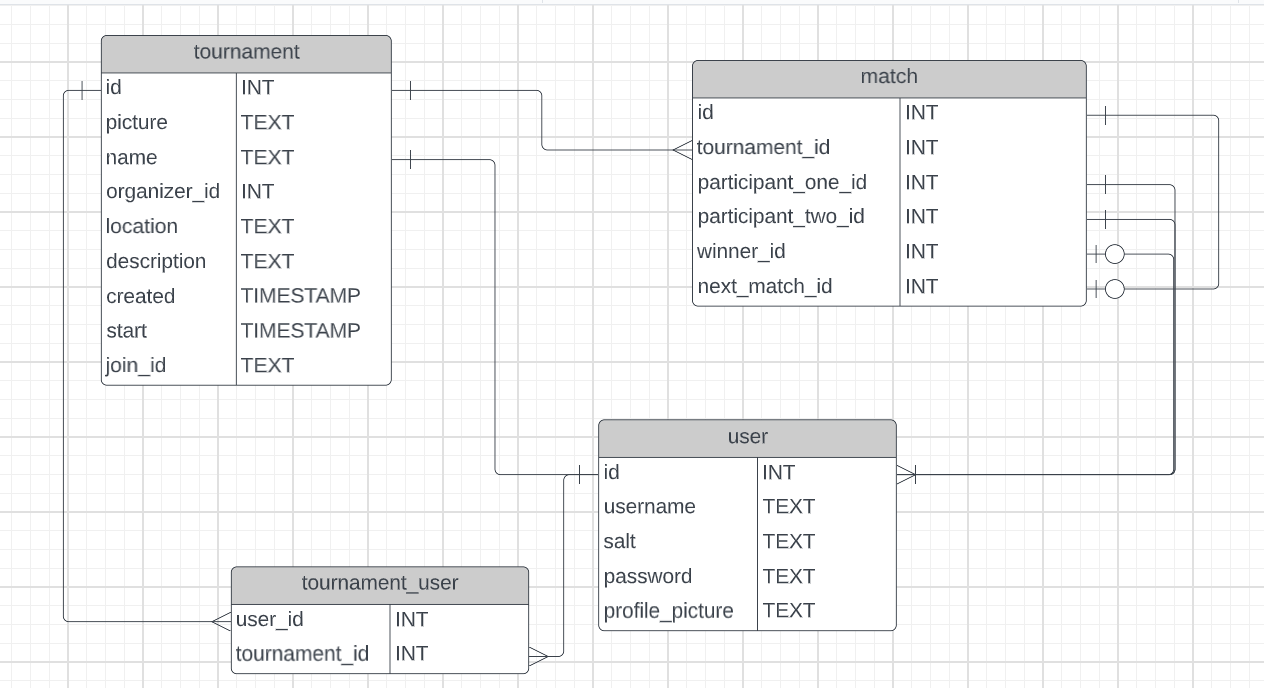 tournament
id INT
picture TEXT
name TEXT
organizer_id INT
location TEXT
description TEXT
created TIMESTAMP
start TIMESTAMP
join_id TEXT
match
id INT
tournament_id INT
participant_one_id INT
participant_two_id INT
winner_id INT
next_match_id INT
user
id INT
username TEXT
salt TEXT
password TEXT
profile_picture TEXT
tournament_user
user_id INT
tournament_id INT